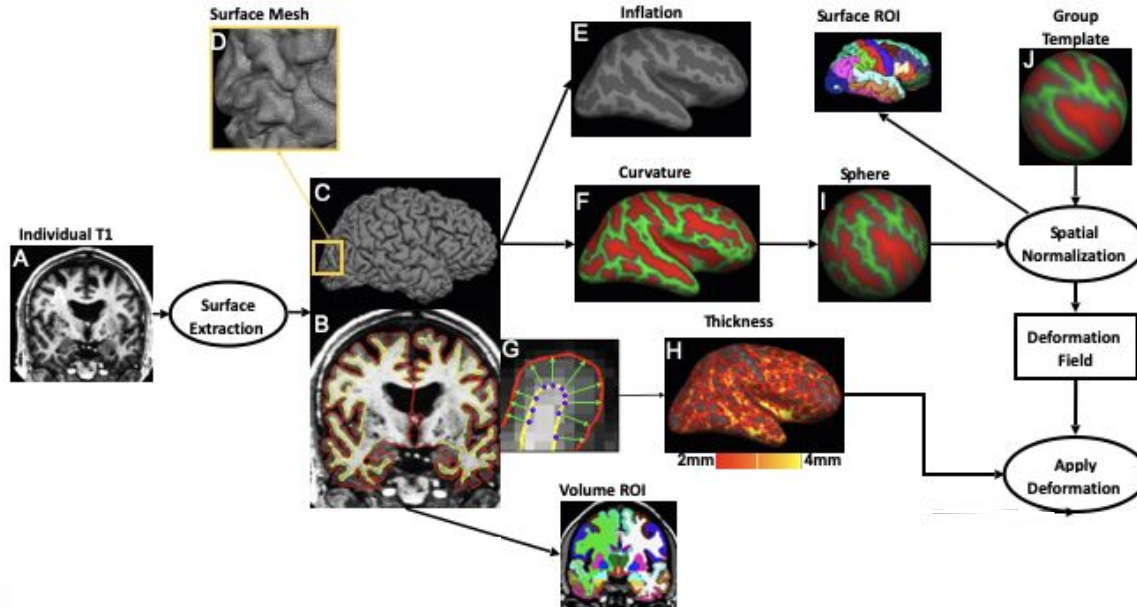 Surface Mesh
D
Inflation
E
Surface ROI
Group
Template
J
Individual T1
A
Surface
Extraction
C
B
Curvature
F
Sphere
I
Spatial
Normalization
G
Thickness
H
2mm
4mm
Deformation
Field
Apply
Deformation
Volume ROI